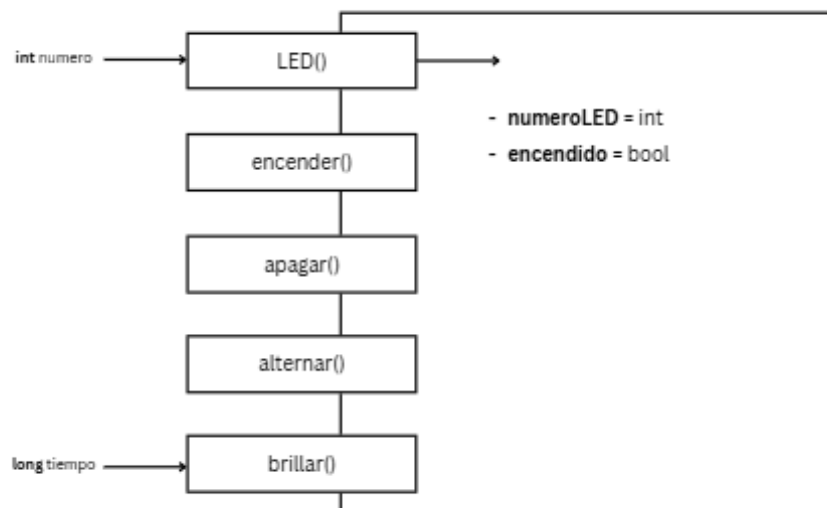 int numero
LED()
- numeroLED = int
- encendido = bool
encender()
apagar()
alternar()
long tiempo
brillar()